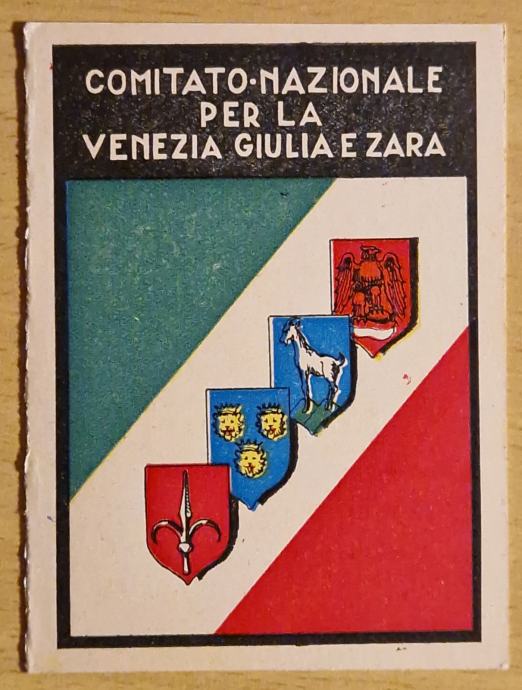 COMITATO·NAZIONALE
PER LA
VENEZIA GIULIA E ZARA